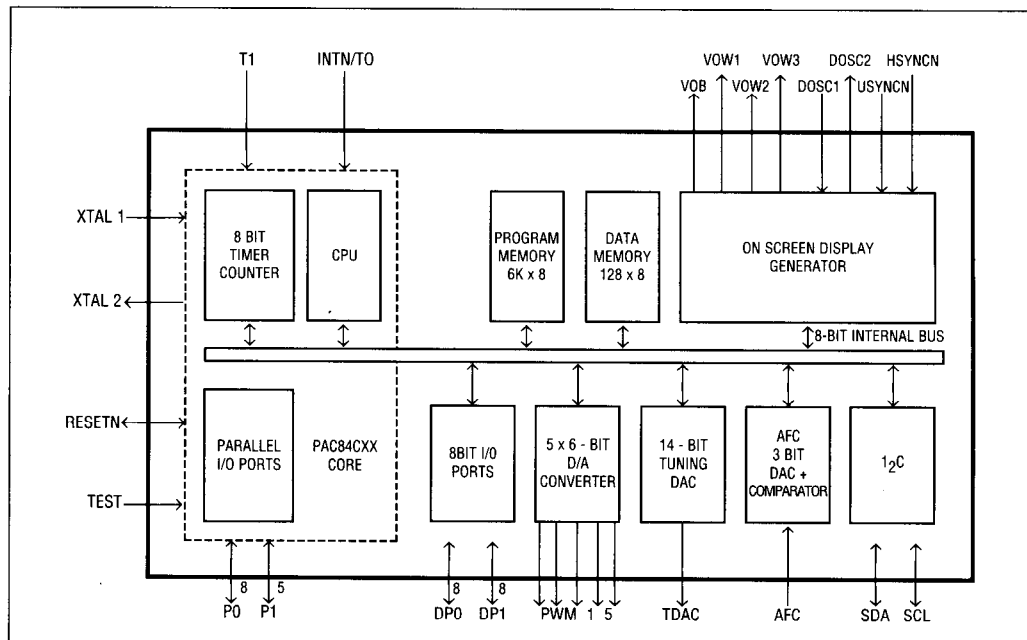 T1
INTN/TO
VOB
VOW1
VOW2
VOW3
DOSC1
DOSC2
USYNCN
HSYNCN
XTAL 1
XTAL 2
RESETN
TEST
8 BIT
TIMER
COUNTER
CPU
PROGRAM
MEMORY
6K x 8
DATA
MEMORY
128 x 8
ON SCREEN DISPLAY
GENERATOR
8-BIT INTERNAL BUS
PARALLEL
I/O PORTS
PAC84CXX
CORE
8BIT I/O
PORTS
5 x 6 - BIT
D/A
CONVERTER
14 - BIT
TUNING
DAC
AFC
3 BIT
DAC +
COMPARATOR
12C
8
5
8
8
P0
P1
DP0
DP1
PWM 1 5
TDAC
AFC
SDA
SCL